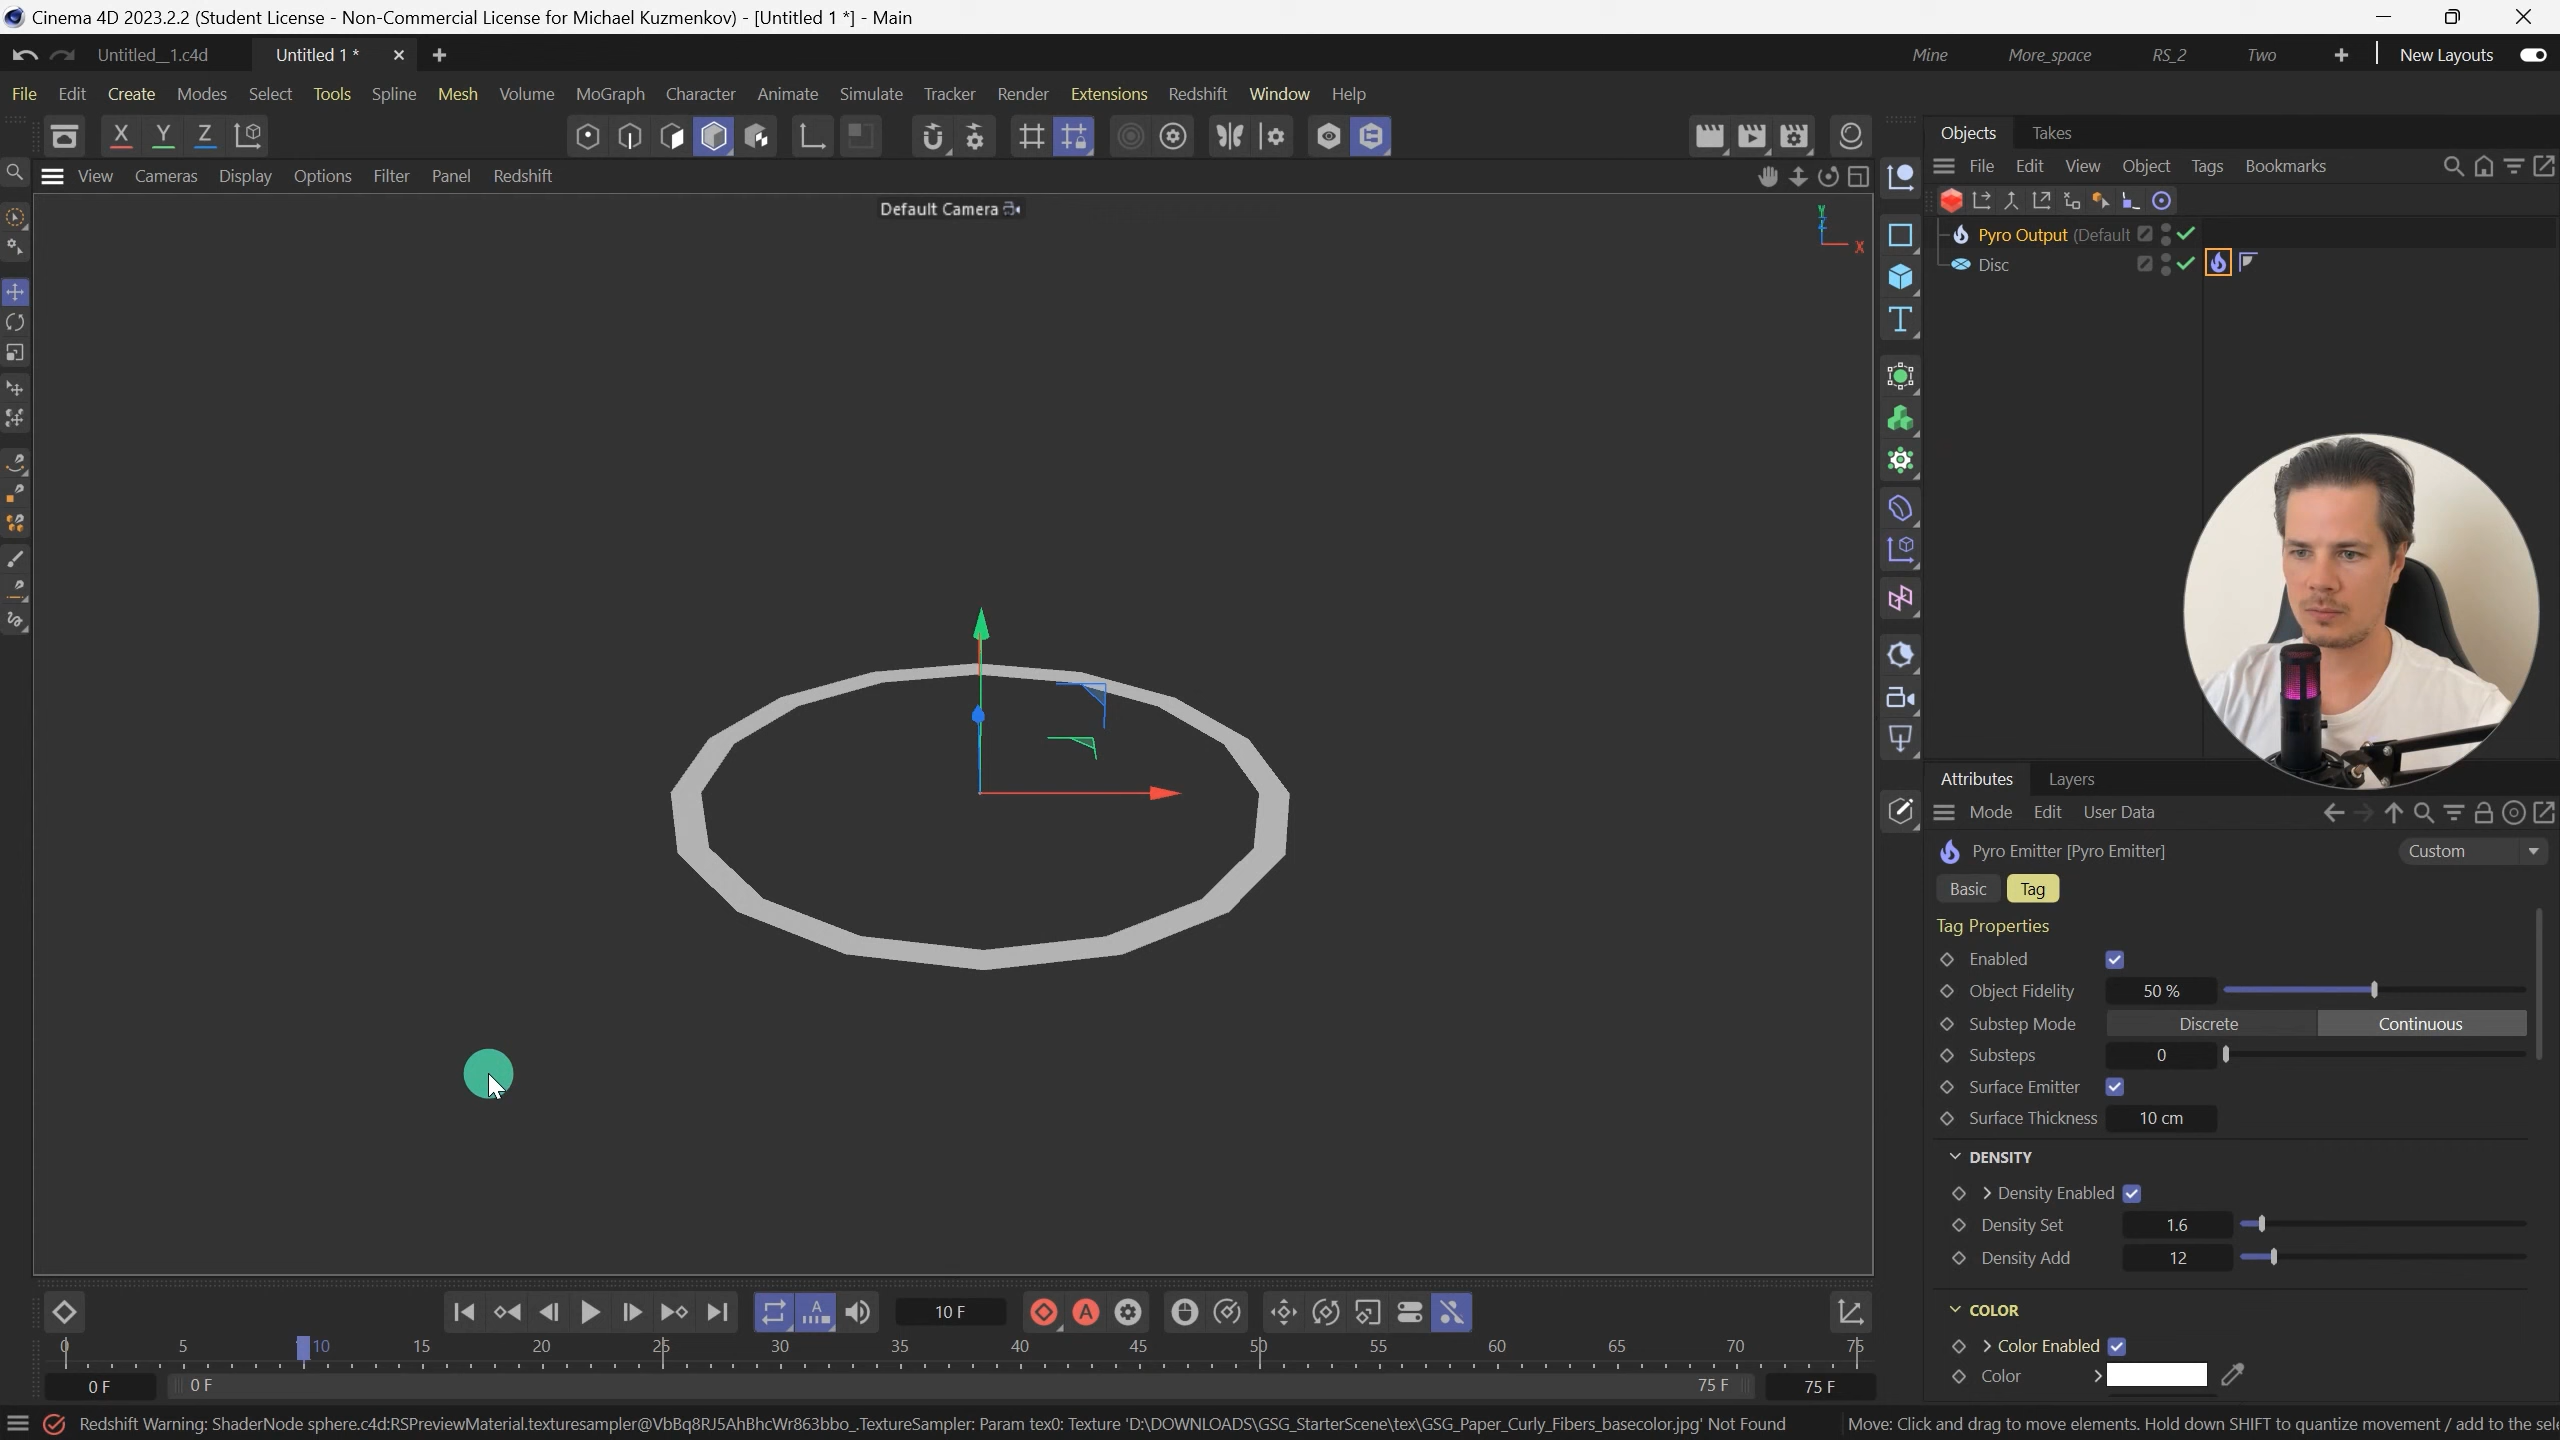 Cinema 4D 2023.2.2 (Student License - Non-Commercial License for Michael Kuzmenkov) - [Untitled 1 *] - Main
Untitled__1.c4d
Untitled 1 *
Mine
More_space
RS_2
Two
New Layouts
File Edit Create Modes Select Tools Spline Mesh Volume MoGraph Character Animate Simulate Tracker Render Extensions Redshift Window Help
X Y Z
View Cameras Display Options Filter Panel Redshift
Default Camera
Y
Z
X
Objects Takes
File Edit View Object Tags Bookmarks
Pyro Output (Default
Disc
Attributes Layers
Mode Edit User Data
Pyro Emitter [Pyro Emitter]
Custom
Basic Tag
Tag Properties
Enabled
Object Fidelity 50 %
Substep Mode Discrete Continuous
Substeps 0
Surface Emitter
Surface Thickness 10 cm
DENSITY
Density Enabled
Density Set 1.6
Density Add 12
COLOR
Color Enabled
Color
A
10 F
A
0 5 10 15 20 25 30 35 40 45 50 55 60 65 70 75
0 F 0 F 75 F 75 F
Redshift Warning: ShaderNode sphere.c4d:RSPreviewMaterial.texturesampler@VbBq8RJ5AhBhcWr863bbo_.TextureSampler: Param tex0: Texture 'D:\DOWNLOADS\GSG_StarterScene\tex\GSG_Paper_Curly_Fibers_basecolor.jpg' Not Found
Move: Click and drag to move elements. Hold down SHIFT to quantize movement / add to the sele